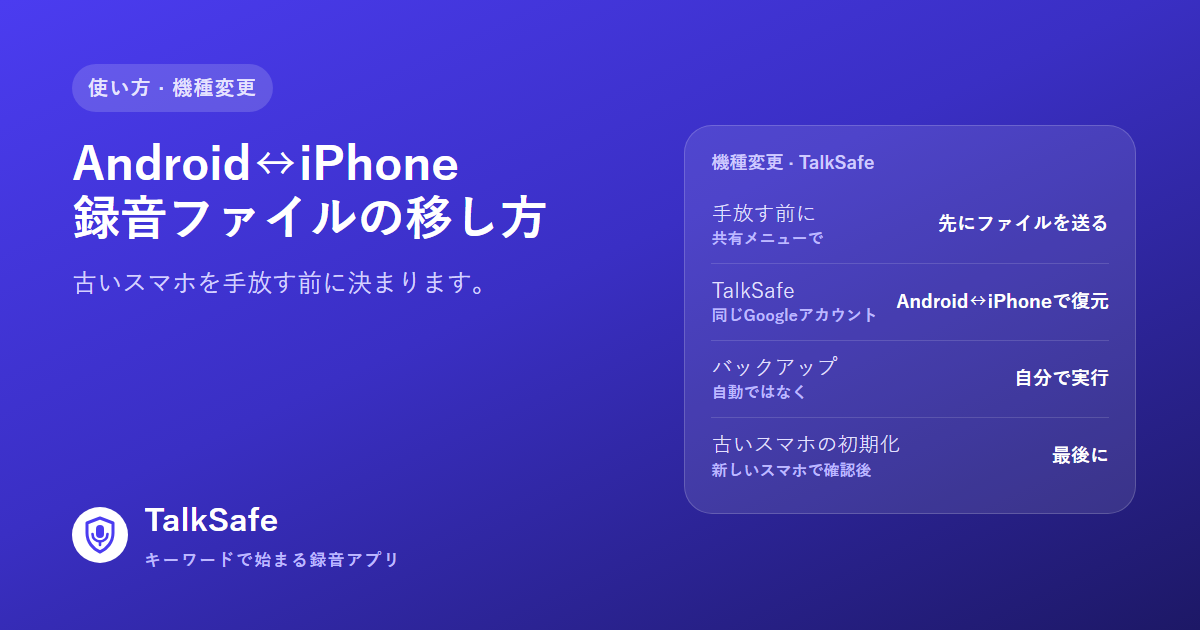 使い方 · 機種変更
Android↔iPhone
録音ファイルの移し方
古いスマホを手放す前に決まります。
機種変更 · TalkSafe
手放す前に
共有メニューで
先にファイルを送る
TalkSafe
同じGoogleアカウント
Android↔iPhoneで復元
バックアップ
自動ではなく
自分で実行
古いスマホの初期化
新しいスマホで確認後
最後に
TalkSafe
キーワードで始まる録音アプリ